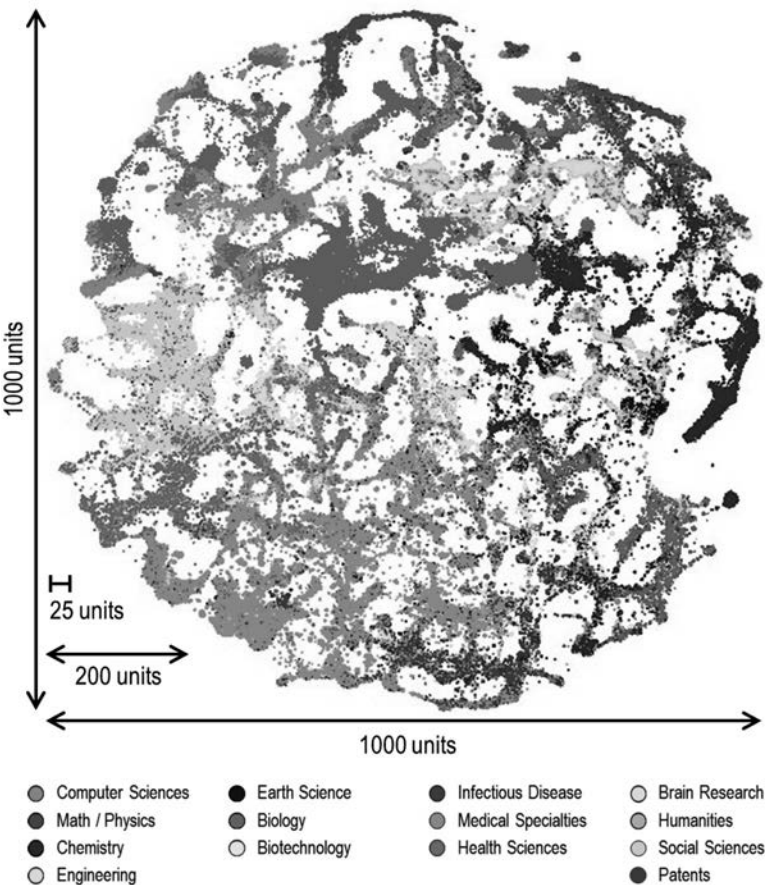 1000 units
25 units
200 units
1000 units
Computer Sciences
Earth Science
Infectious Disease
Brain Research
Math / Physics
Biology
Medical Specialties
Humanities
Chemistry
Biotechnology
Health Sciences
Social Sciences
Engineering
Patents